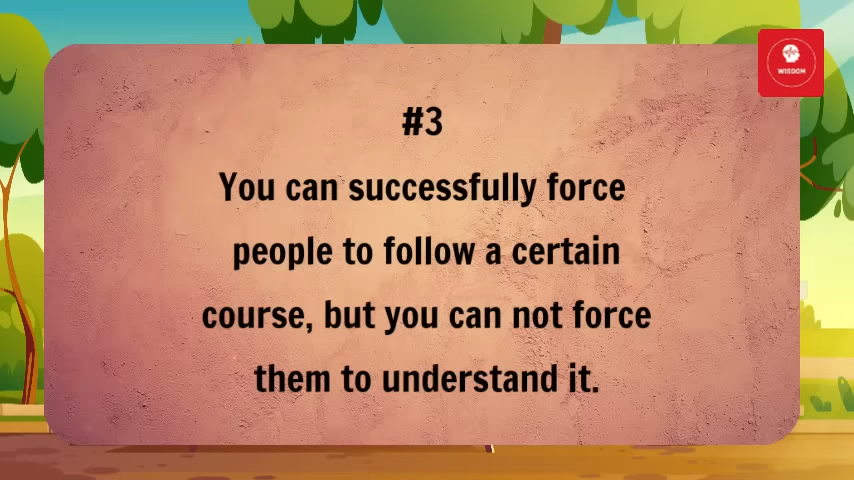 WISDOM
#3
You can successfully force
people to follow a certain
course, but you can not force
them to understand it.